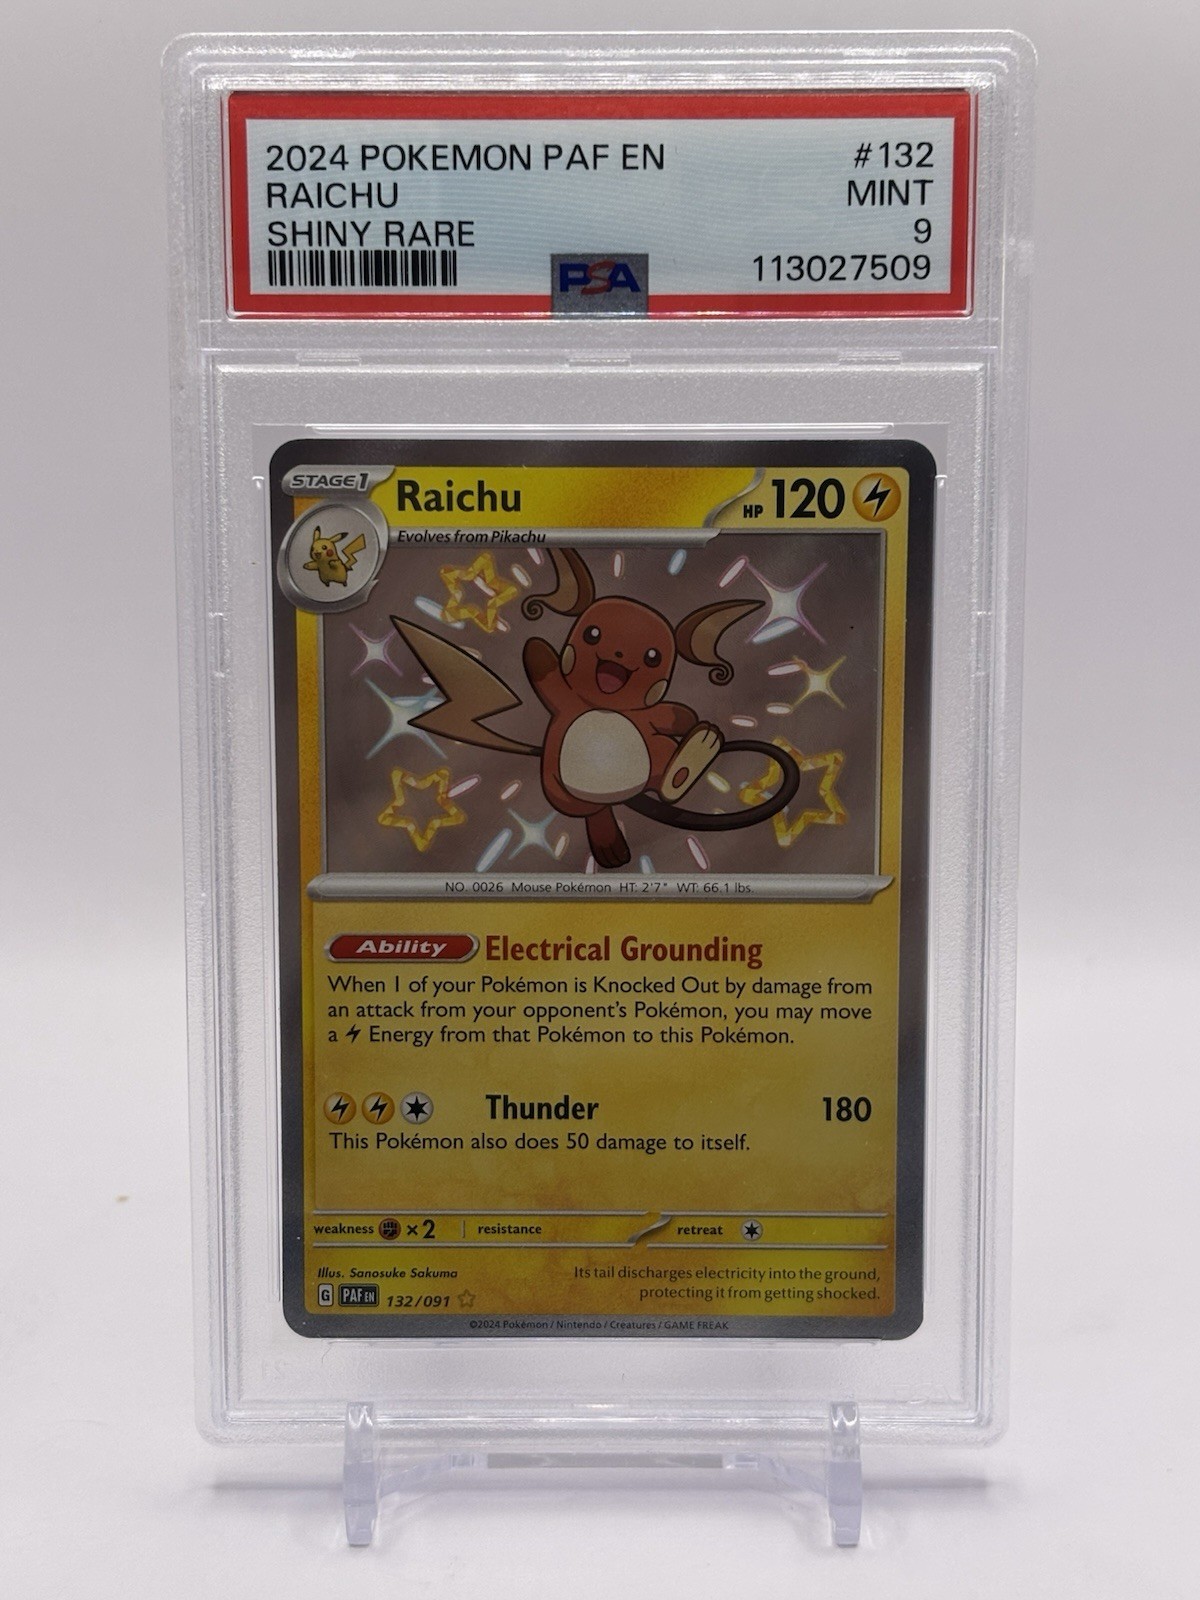 2024 POKEMON PAF EN #132
RAICHU MINT
SHINY RARE 9
PSA 113027509
STAGE1 Raichu HP 120
Evolves from Pikachu
NO. 0026 Mouse Pokémon HT: 2'7" WT: 66.1 lbs.
Ability Electrical Grounding
When 1 of your Pokémon is Knocked Out by damage from
an attack from your opponent's Pokémon, you may move
a Energy from that Pokémon to this Pokémon.
Thunder 180
This Pokémon also does 50 damage to itself.
weakness ×2 resistance retreat
Illus. Sanosuke Sakuma
G PAF EN 132/091
Its tail discharges electricity into the ground,
protecting it from getting shocked.
©2024 Pokémon / Nintendo / Creatures / GAME FREAK